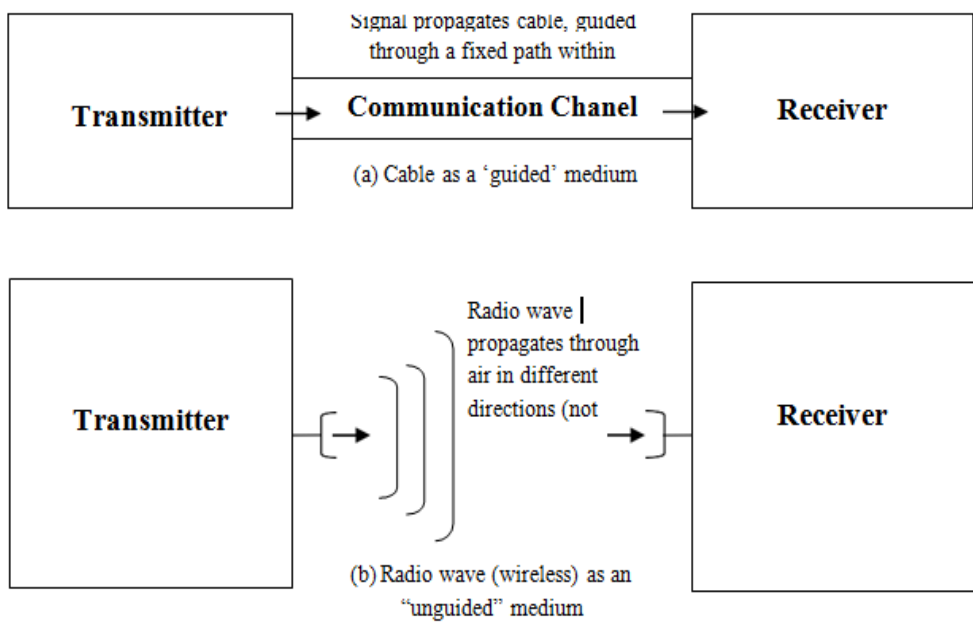 Signal propagates cable, guided
through a fixed path within
Transmitter
Communication Chanel
Receiver
(a) Cable as a ‘guided’ medium
Radio wave
propagates through
air in different
directions (not
Transmitter
Receiver
(b) Radio wave (wireless) as an
“unguided” medium